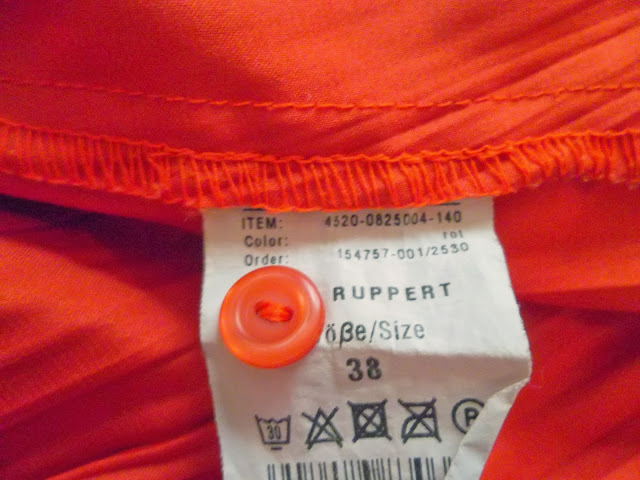 ITEM: 4520-0825004-140
Color: rot
Order: 154757-001/2530
RUPPERT
öße/Size
38
30 P